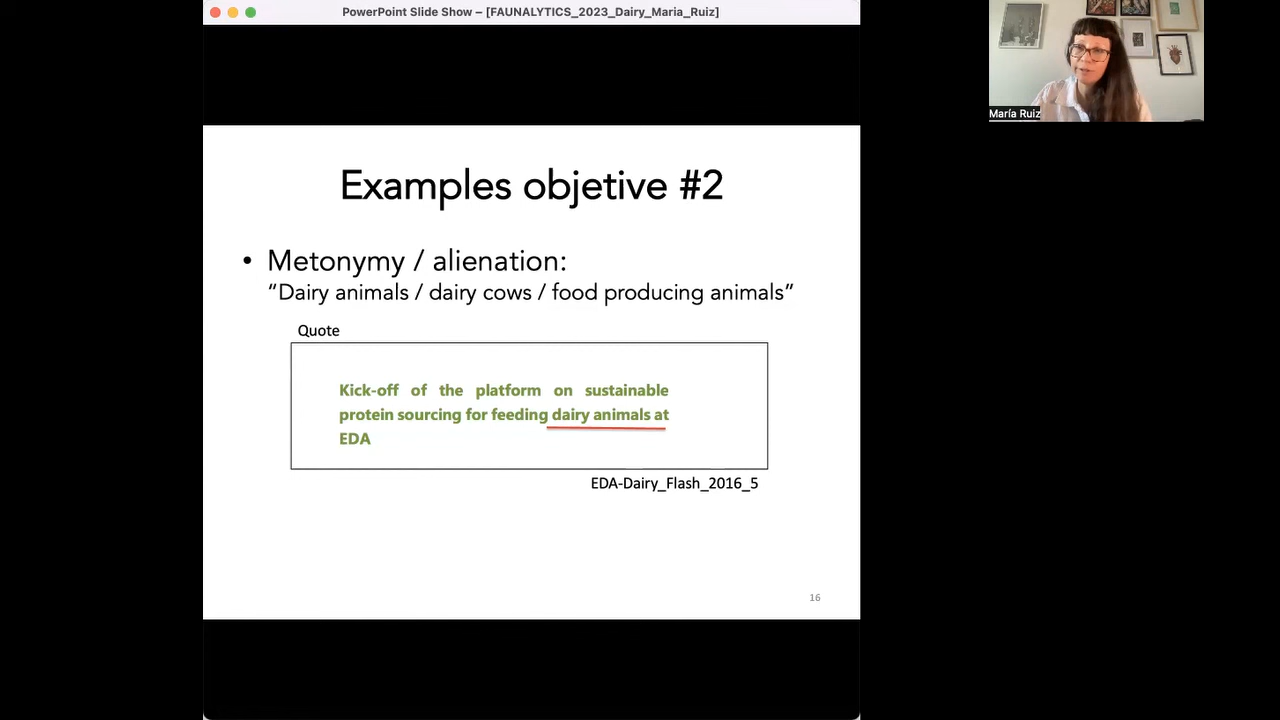 PowerPoint Slide Show – [FAUNALYTICS_2023_Dairy_Maria_Ruiz]
María Ruiz
Examples objetive #2
• Metonymy / alienation:
“Dairy animals / dairy cows / food producing animals”
Quote
Kick-off of the platform on sustainable
protein sourcing for feeding dairy animals at
EDA
EDA-Dairy_Flash_2016_5
16